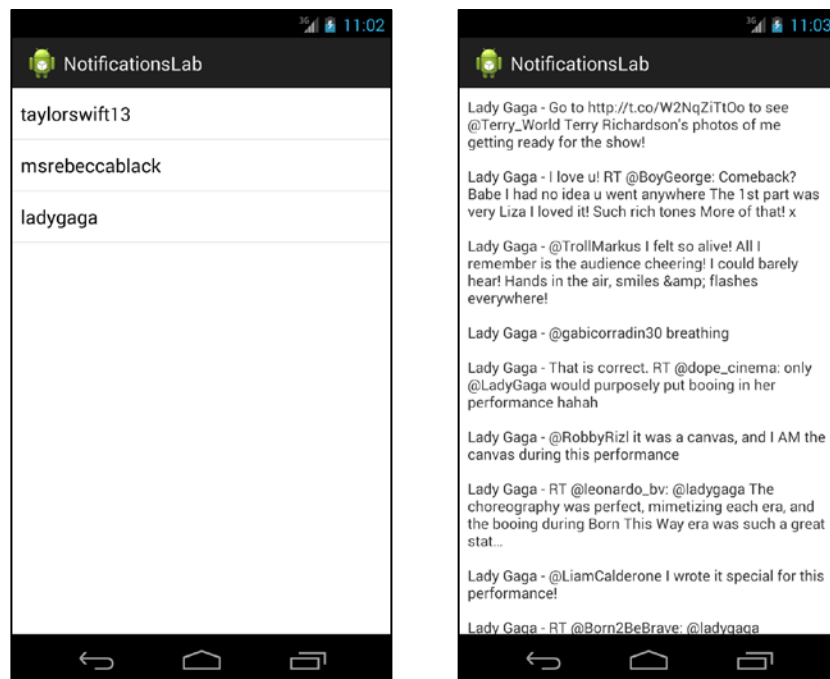 3G 11:02
NotificationsLab
taylorswift13
msrebeccablack
ladygaga
3G 11:03
NotificationsLab
Lady Gaga - Go to http://t.co/W2NqZiTtOo to see
@Terry_World Terry Richardson's photos of me
getting ready for the show!
Lady Gaga - I love u! RT @BoyGeorge: Comeback?
Babe I had no idea u went anywhere The 1st part was
very Liza I loved it! Such rich tones More of that! x
Lady Gaga - @TrollMarkus I felt so alive! All I
remember is the audience cheering! I could barely
hear! Hands in the air, smiles &amp; flashes
everywhere!
Lady Gaga - @gabicorradin30 breathing
Lady Gaga - That is correct. RT @dope_cinema: only
@LadyGaga would purposely put booing in her
performance hahah
Lady Gaga - @RobbyRizl it was a canvas, and I AM the
canvas during this performance
Lady Gaga - RT @leonardo_bv: @ladygaga The
choreography was perfect, mimetizing each era, and
the booing during Born This Way era was such a great
stat...
Lady Gaga - @LiamCalderone I wrote it special for this
performance!
Lady Gaga - RT @Born2BeBrave: @ladygaga